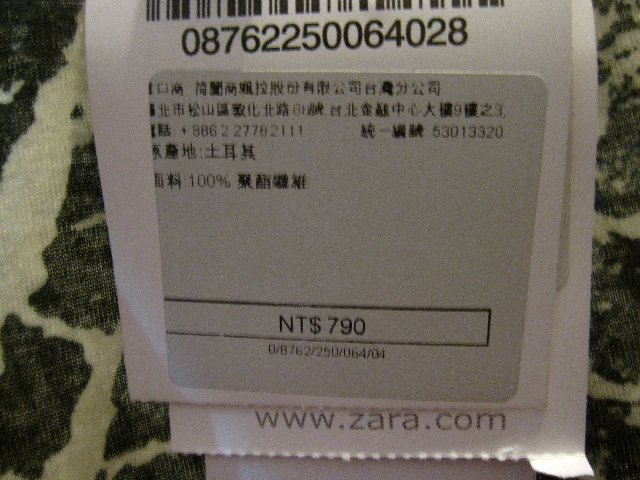 08762250064028
口商 荷蘭商颯拉股份有限公司台灣分公司
北市松山區敦化北路 號 台北金融中心大樓9樓之3,
電話: +886 2 27782111 統一編號: 53013320
原產地:土耳其
面料:100% 聚酯纖維
NT$ 790
0/8762/250/064/04
www.zara.com